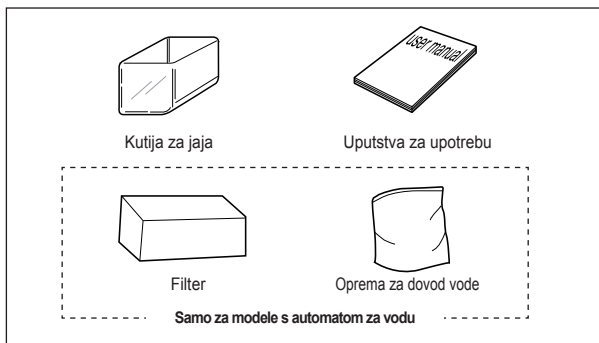 user manual
Kutija za jaja
Uputstva za upotrebu
Filter
Oprema za dovod vode
Samo za modele s automatom za vodu